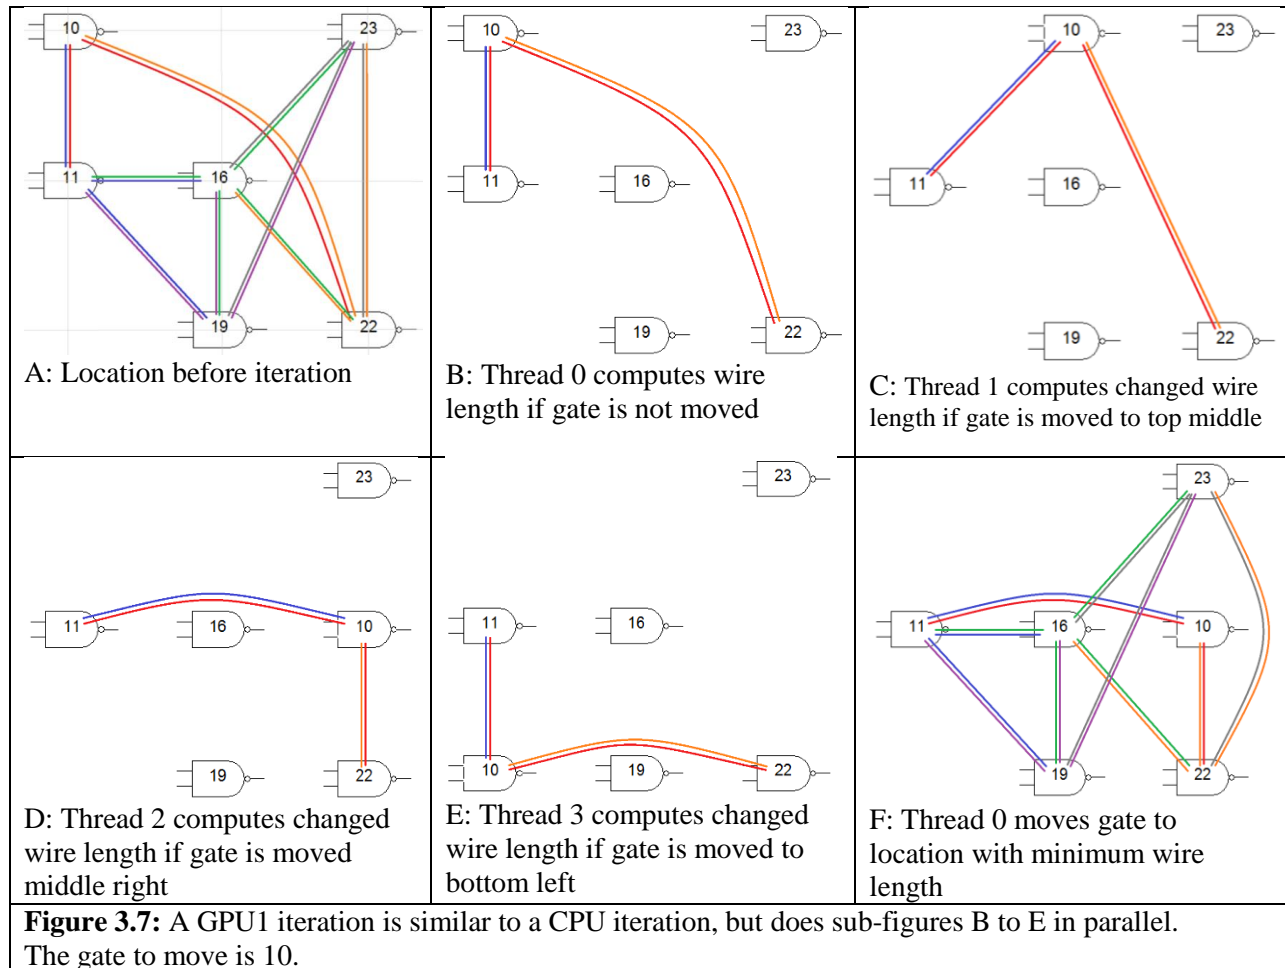 10
23
11
16
19
22
A: Location before iteration
10
23
11
16
19
22
B: Thread 0 computes wire
length if gate is not moved
10
23
11
16
19
22
C: Thread 1 computes changed wire
length if gate is moved to top middle
23
11
16
10
19
22
D: Thread 2 computes changed
wire length if gate is moved
middle right
23
11
16
10
19
22
E: Thread 3 computes changed
wire length if gate is moved to
bottom left
23
11
16
10
19
22
F: Thread 0 moves gate to
location with minimum wire
length
Figure 3.7: A GPU1 iteration is similar to a CPU iteration, but does sub-figures B to E in parallel.
The gate to move is 10.